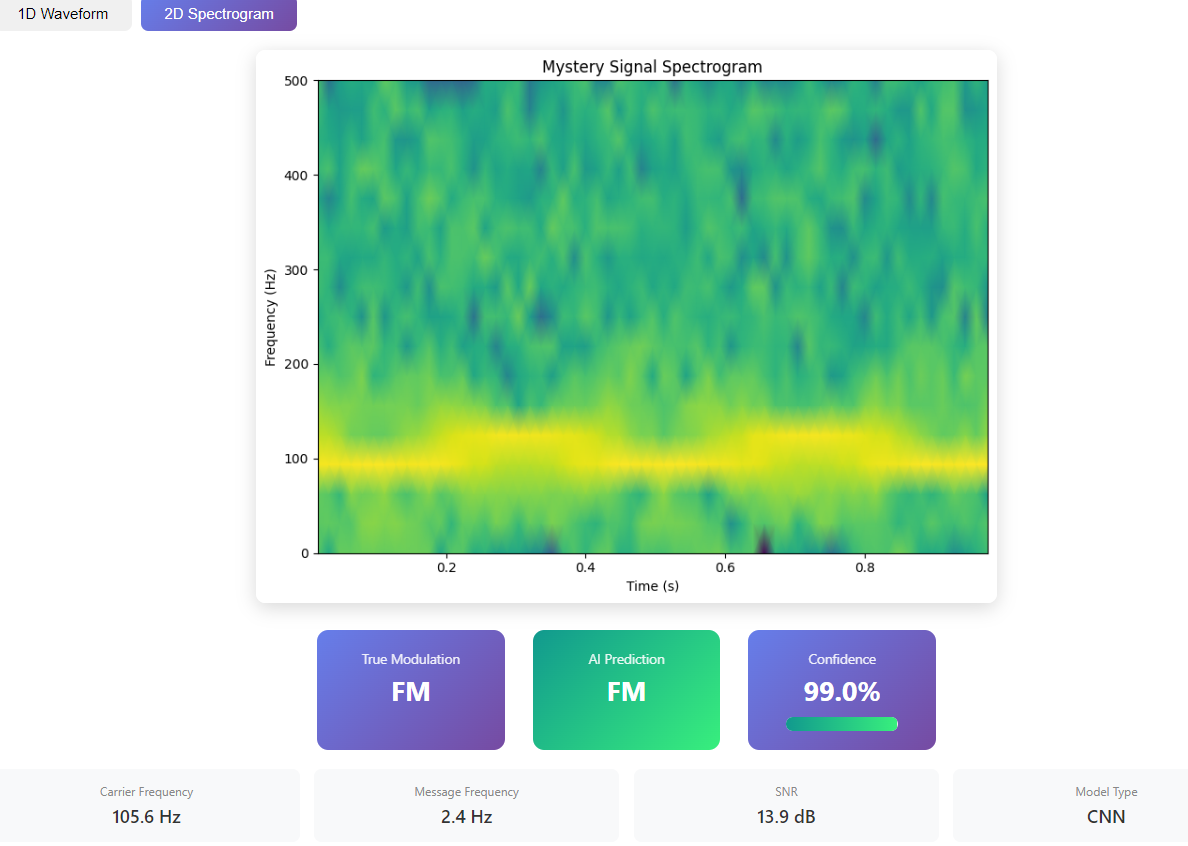 1D Waveform
2D Spectrogram
Mystery Signal Spectrogram
500
400
300
200
100
0
Frequency (Hz)
0.2
0.4
0.6
0.8
Time (s)
True Modulation
FM
AI Prediction
FM
Confidence
99.0%
Carrier Frequency
105.6 Hz
Message Frequency
2.4 Hz
SNR
13.9 dB
Model Type
CNN